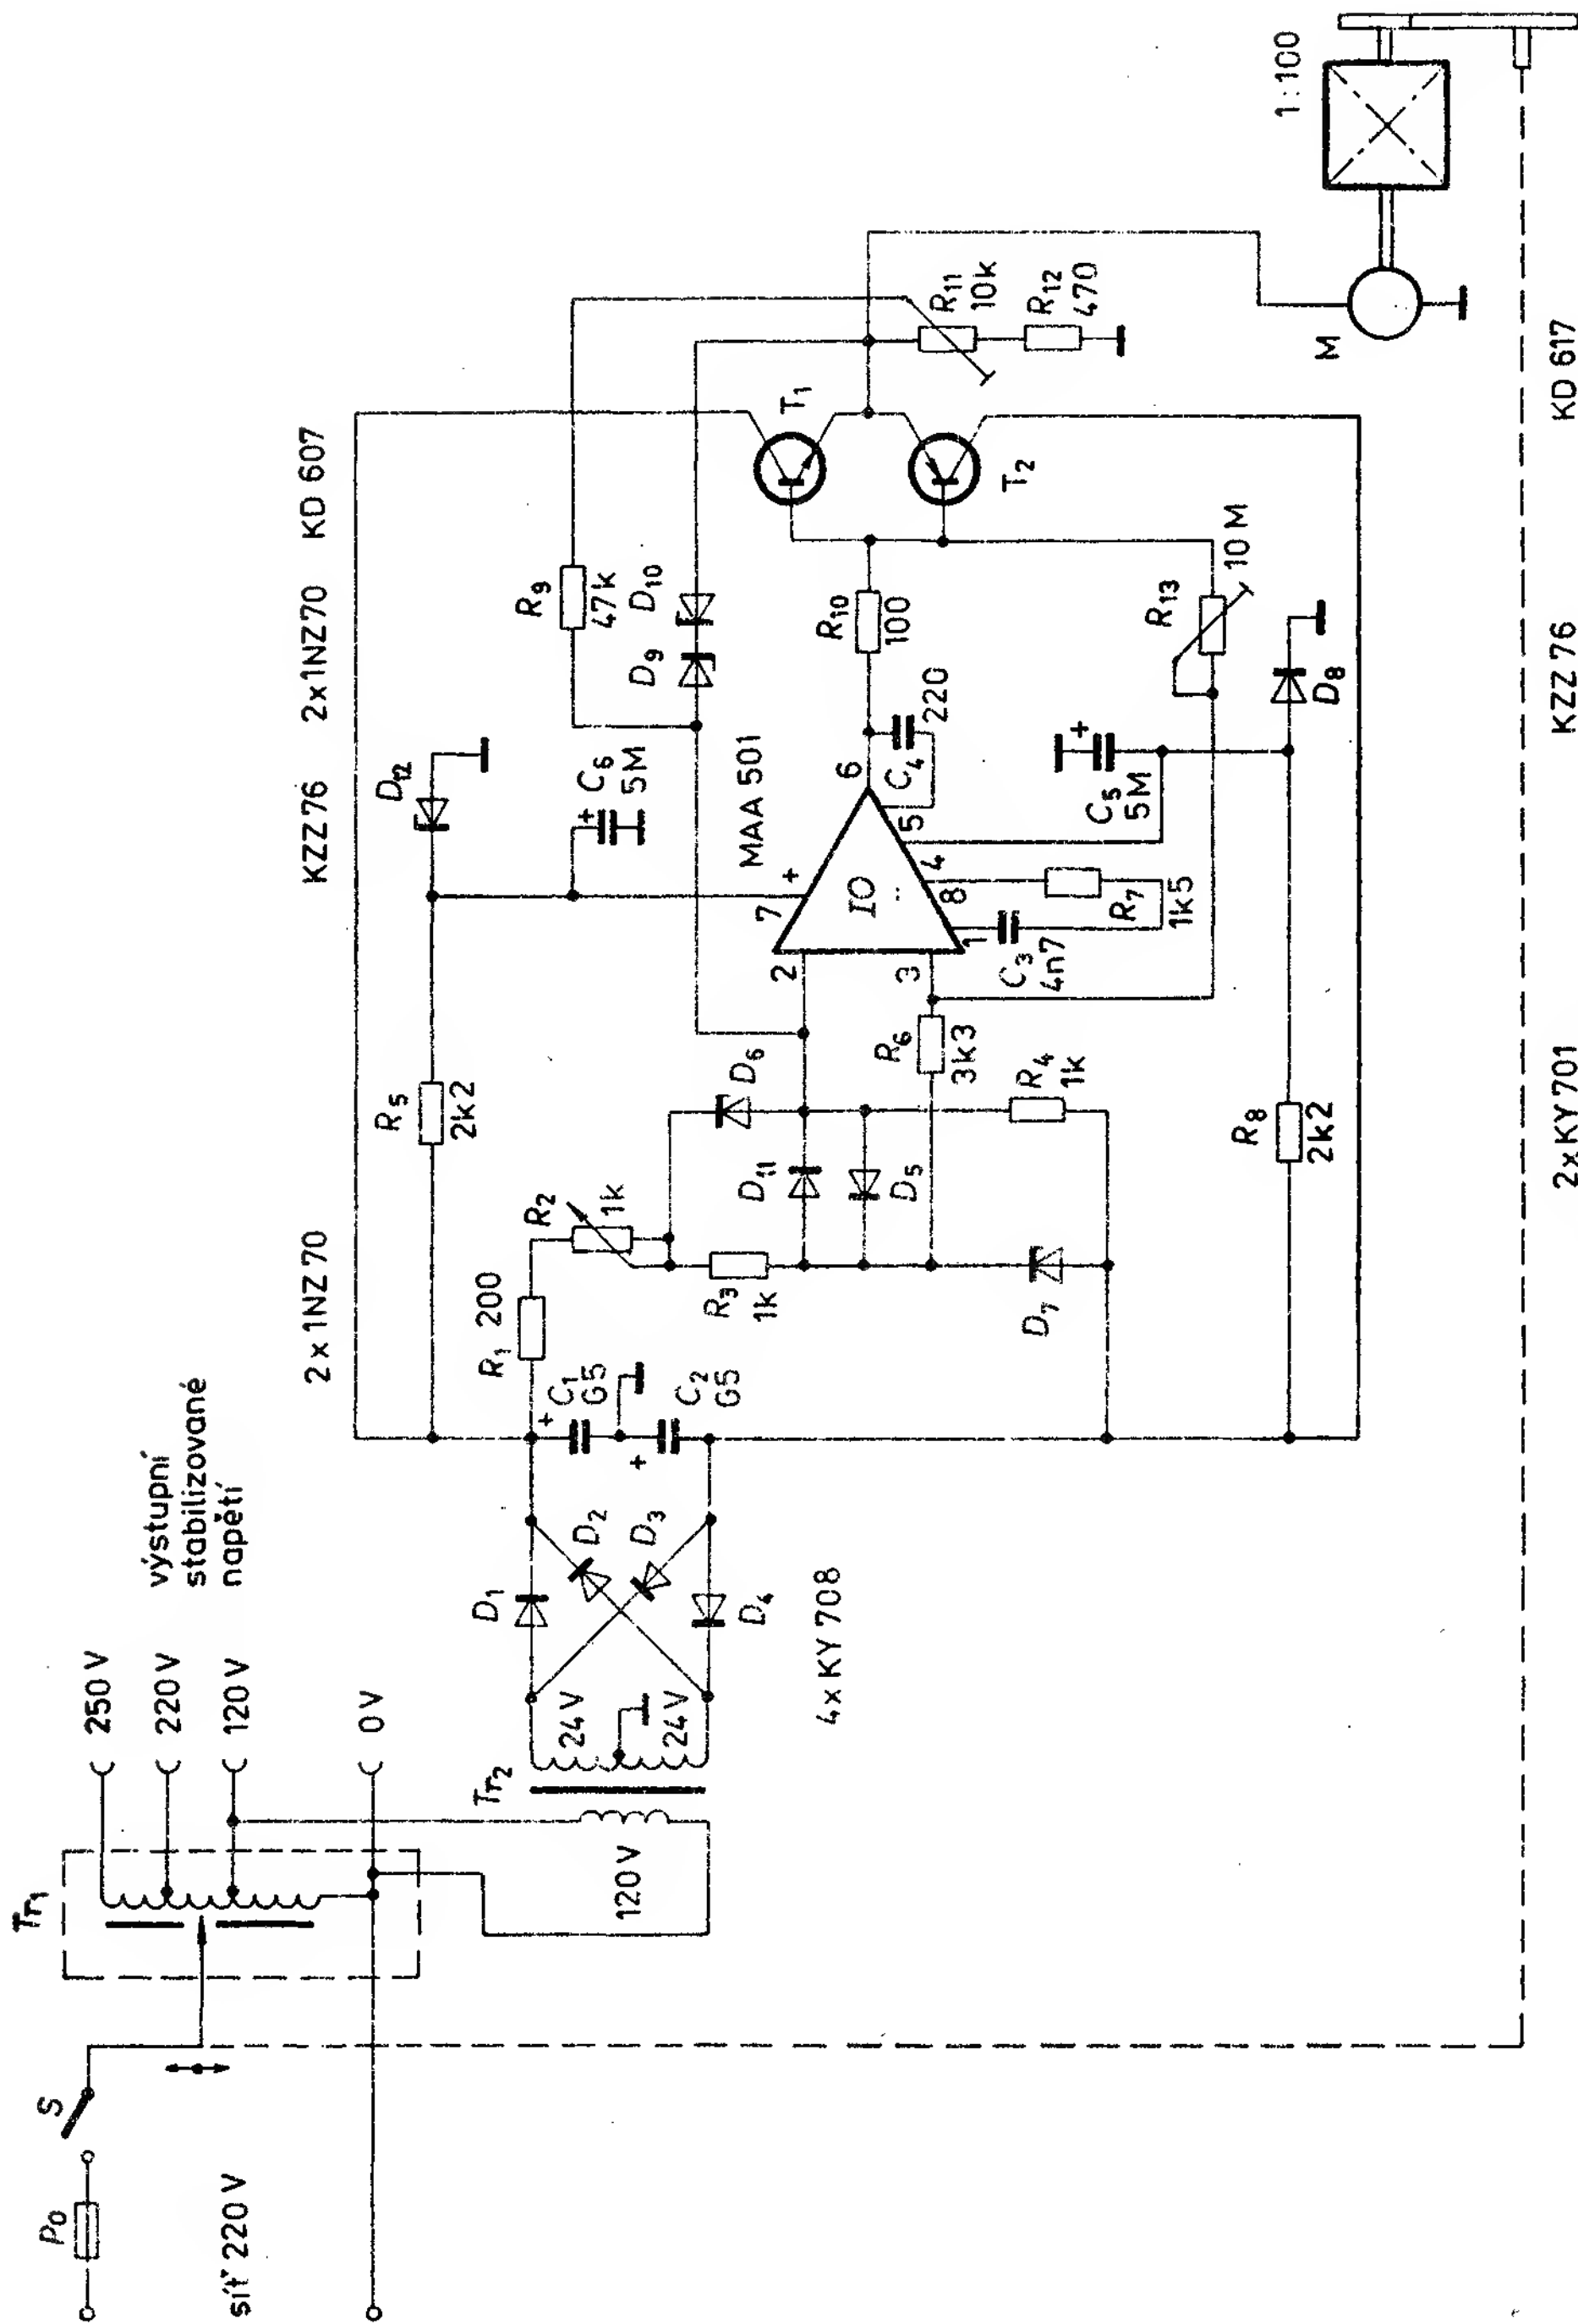 Po
S
síť 220 V
Tr1
250 V
220 V
120 V
0 V
výstupní
stabilizované
napětí
120 V
Tr2
24 V
24 V
D1
D2
D3
D4
4x KY 708
2 x 1NZ 70
KZZ 76
2x1NZ70
KD 607
C1
G5
+
C2
G5
+
R1 200
R2
1k
R3
1k
D6
D11
D5
D7
R4
1k
R5
2k2
R6
3k3
R8
2k2
D12
C6
5M
+
MAA 501
IO
2
3
7
+
6
5
4
8
1
C3
4n7
R7
1k5
C4
220
C5
5M
+
D8
R9
47k
D9
D10
R10
100
R13
10 M
T1
T2
R11
10k
R12
470
M
1:100
2x KY 701
KZZ 76
KD 617